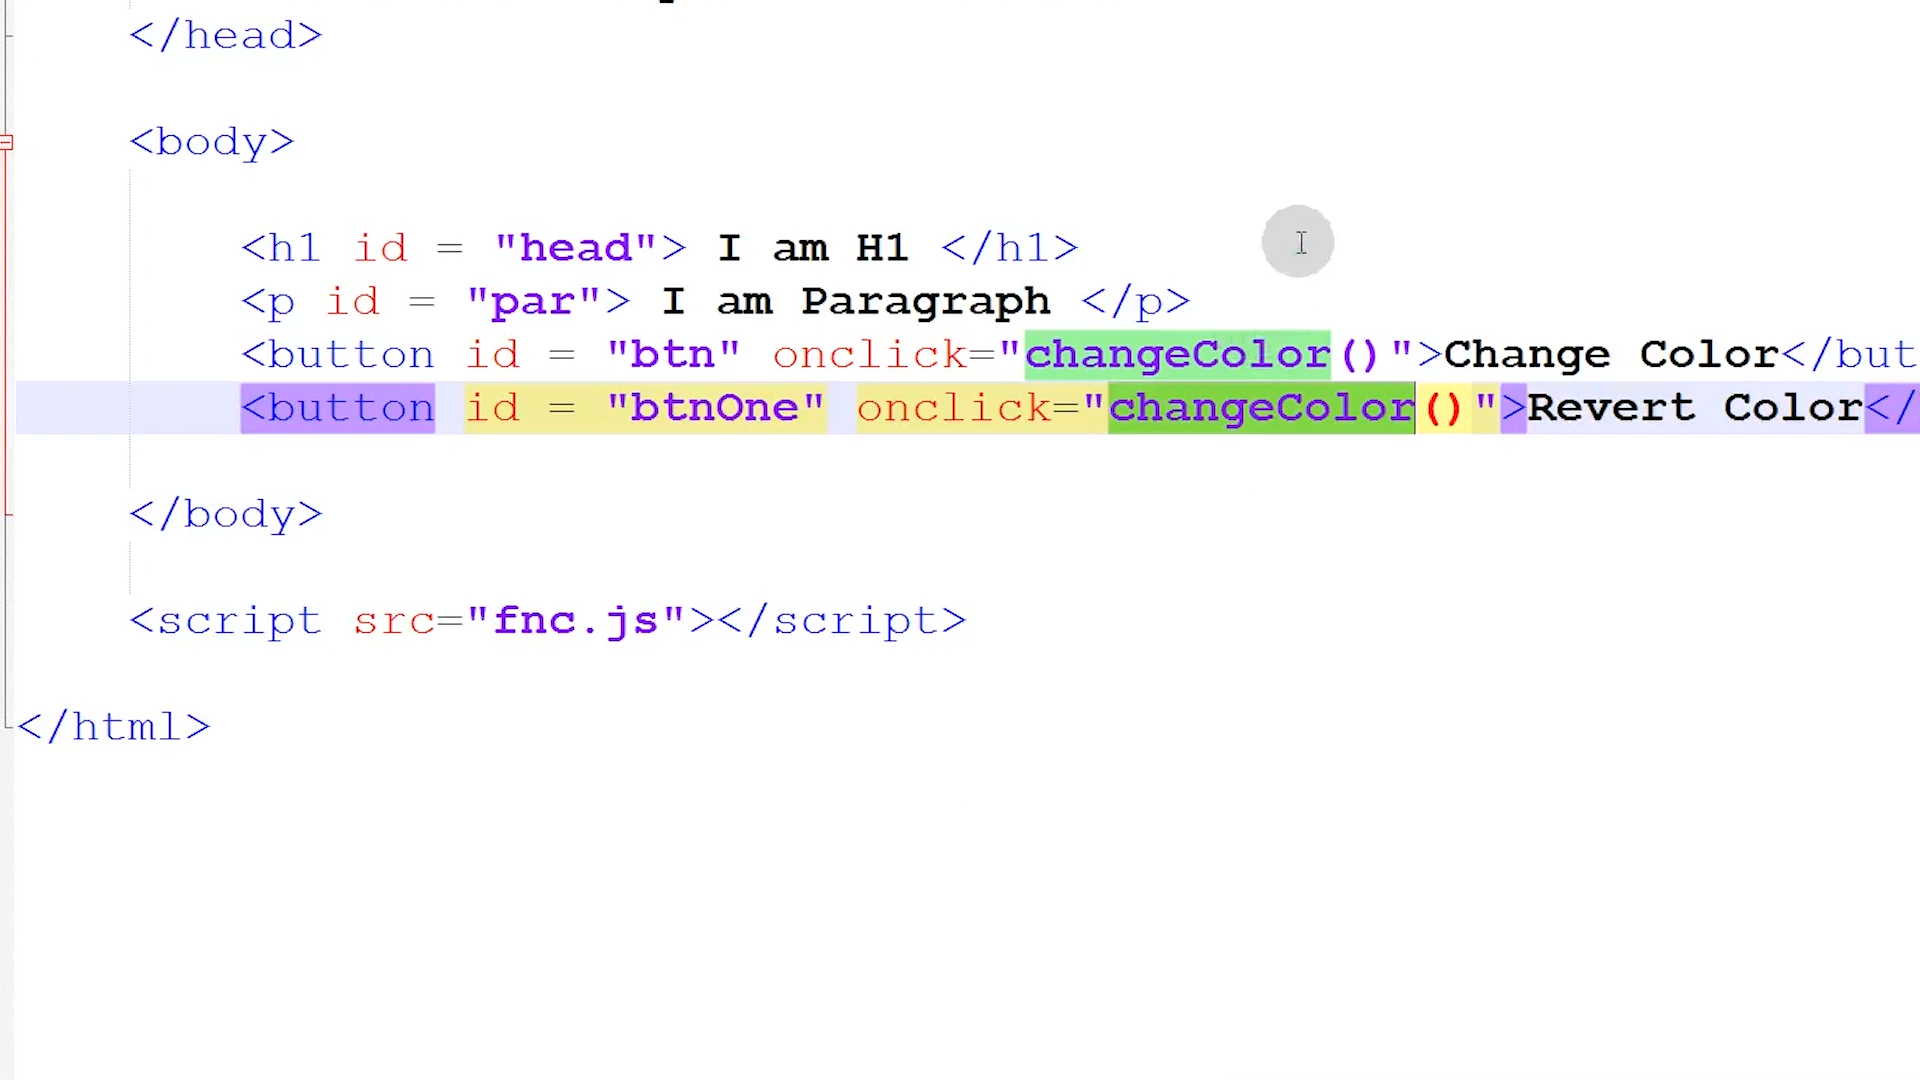 </head>
<body>
<h1 id = "head"> I am H1 </h1>
<p id = "par"> I am Paragraph </p>
<button id = "btn" onclick="changeColor()">Change Color</but
<button id = "btnOne" onclick="changeColor()">Revert Color</
</body>
<script src="fnc.js"></script>
</html>